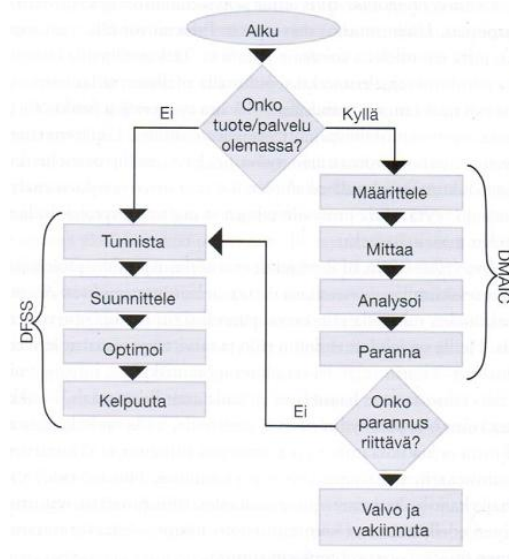 Alku
Ei
Onko
tuote/palvelu
olemassa?
Kyllä
Määrittele
Tunnista
Mittaa
Suunnittele
Analysoi
Optimoi
Paranna
Kelpuuta
DFSS
DMAIC
Ei
Onko
parannus
riittävä?
Valvo ja
vakiinnuta